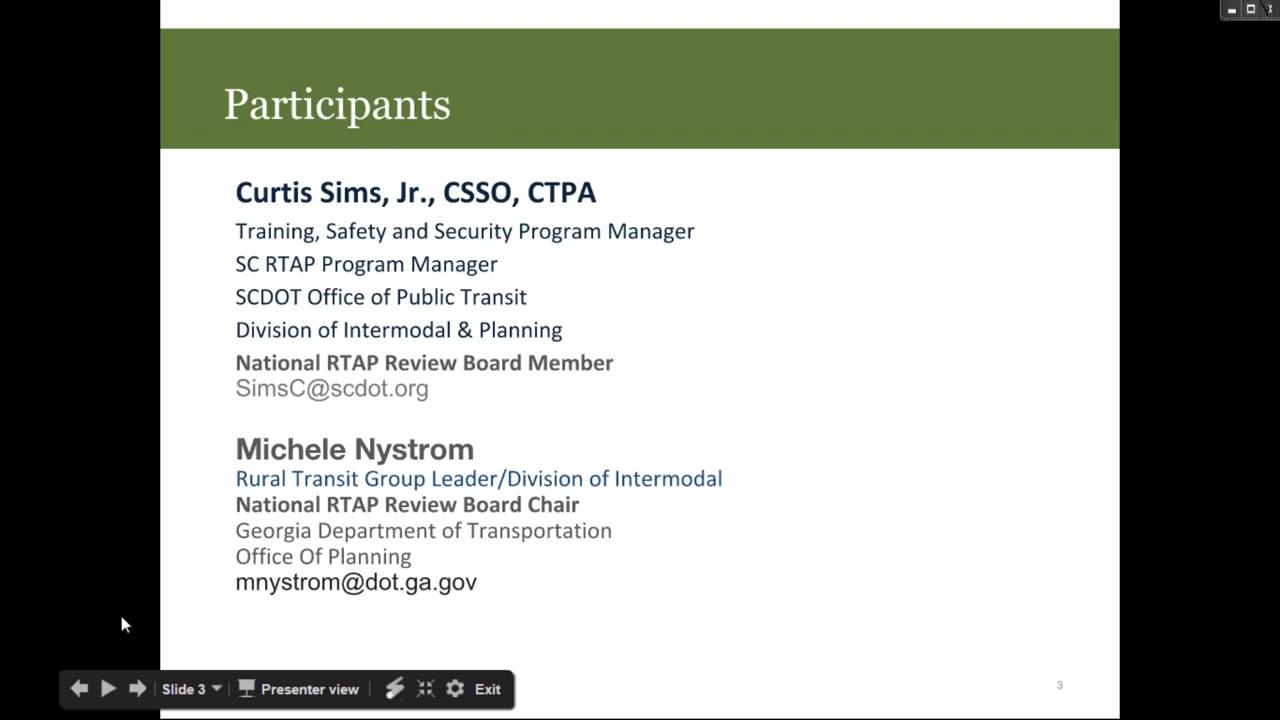 Participants
Curtis Sims, Jr., CSSO, CTPA
Training, Safety and Security Program Manager
SC RTAP Program Manager
SCDOT Office of Public Transit
Division of Intermodal & Planning
National RTAP Review Board Member
SimsC@scdot.org
Michele Nystrom
Rural Transit Group Leader/Division of Intermodal
National RTAP Review Board Chair
Georgia Department of Transportation
Office Of Planning
mnystrom@dot.ga.gov
Slide 3 Presenter view Exit
3